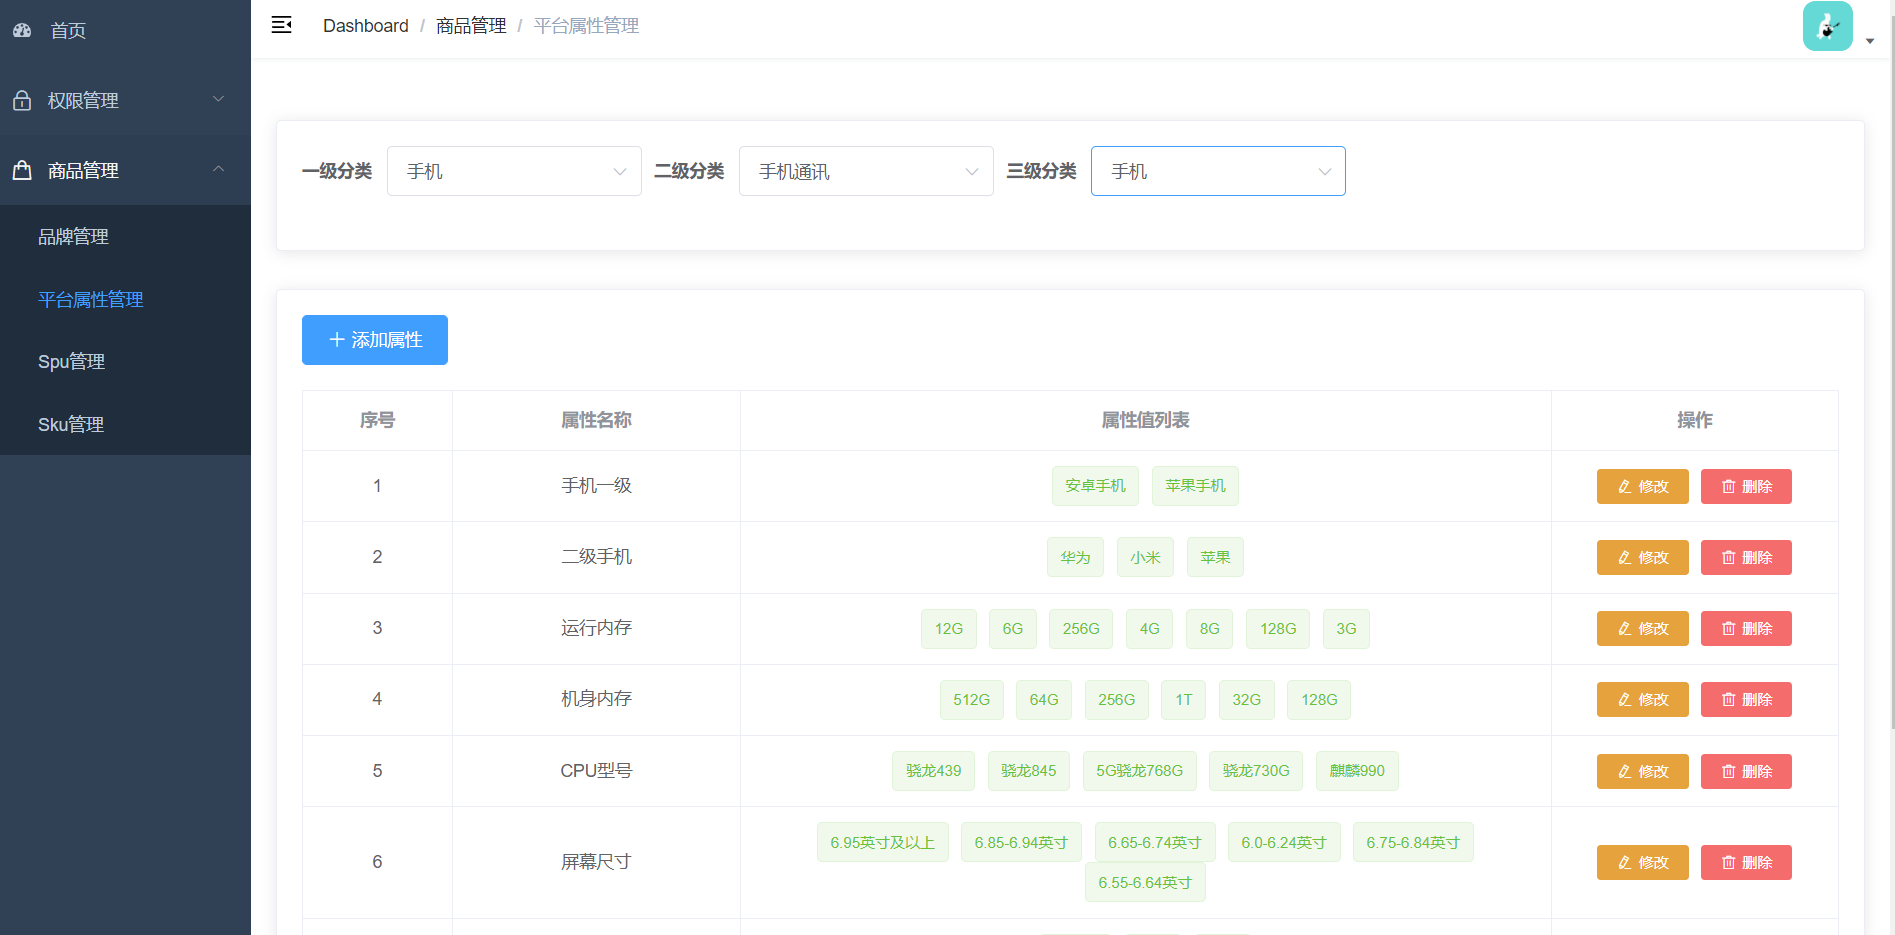 首页
权限管理
商品管理
品牌管理
平台属性管理
Spu管理
Sku管理
Dashboard / 商品管理 / 平台属性管理
一级分类 手机 二级分类 手机通讯 三级分类 手机
添加属性
序号 属性名称 属性值列表 操作
1 手机一级 安卓手机 苹果手机 修改 删除
2 二级手机 华为 小米 苹果 修改 删除
3 运行内存 12G 6G 256G 4G 8G 128G 3G 修改 删除
4 机身内存 512G 64G 256G 1T 32G 128G 修改 删除
5 CPU型号 骁龙439 骁龙845 5G骁龙768G 骁龙730G 麒麟990 修改 删除
6 屏幕尺寸 6.95英寸及以上 6.85-6.94英寸 6.65-6.74英寸 6.0-6.24英寸 6.75-6.84英寸 修改 删除
6.55-6.64英寸